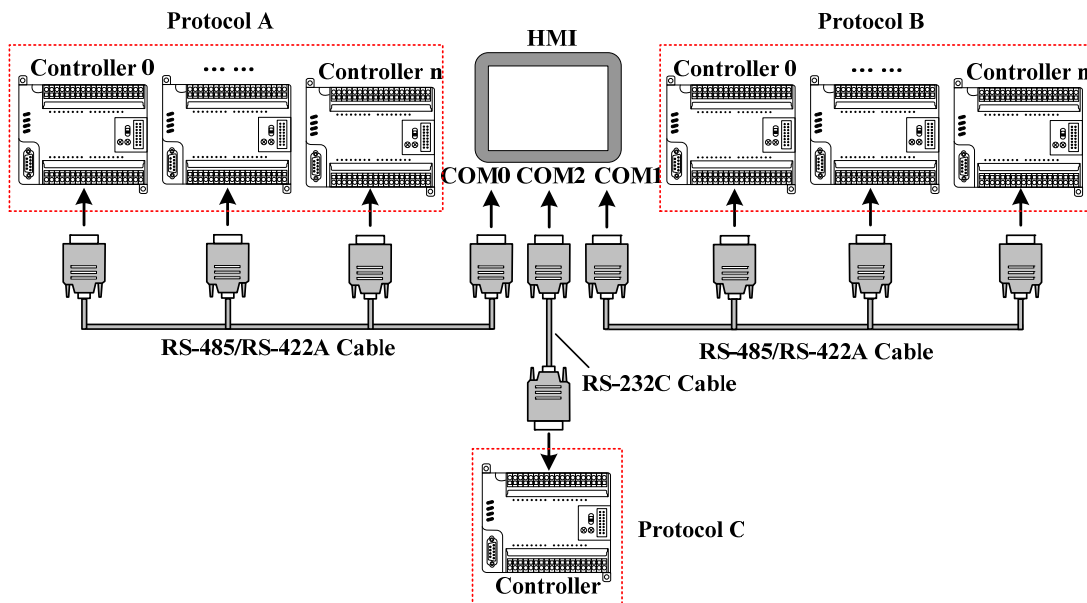 Protocol A
HMI
Protocol B
Controller 0
... ...
Controller n
Controller 0
... ...
Controller n
COM0 COM2 COM1
RS-485/RS-422A Cable
RS-485/RS-422A Cable
RS-232C Cable
Protocol C
Controller